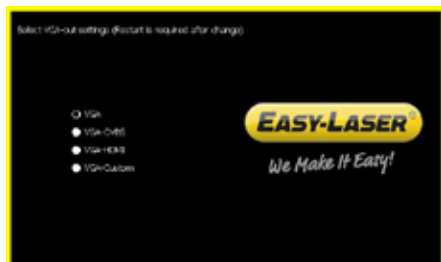 Select VGA-out settings (Restart is required after change)
VGA
VGA-CVBS
VGA-HDMI
VGA-Custom
EASY-LASER®
We Make It Easy!